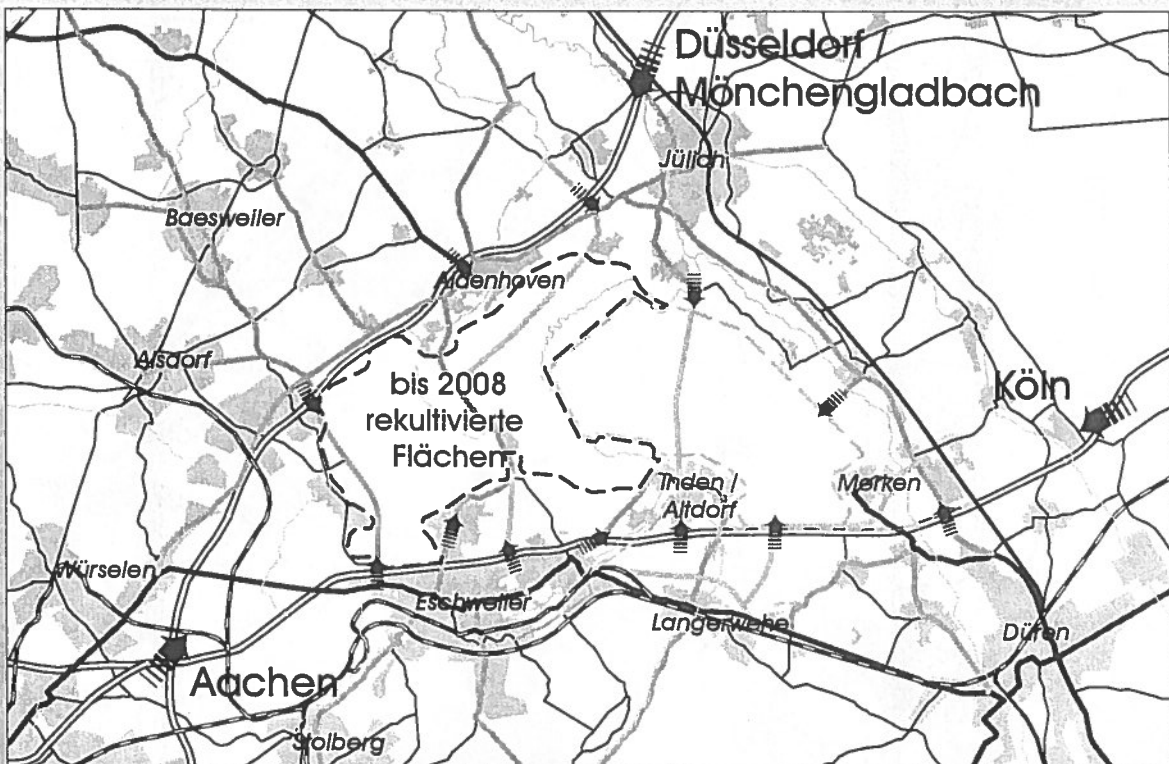 Düsseldorf /
Mönchengladbach
Jülich
Baesweiler
Aldenhoven
Alsdorf
bis 2008
rekultivierte
Flächen
Köln
Inden /
Altdorf
Merken
Würselen
Eschweiler
Langerwehe
Düren
Aachen
Stolberg